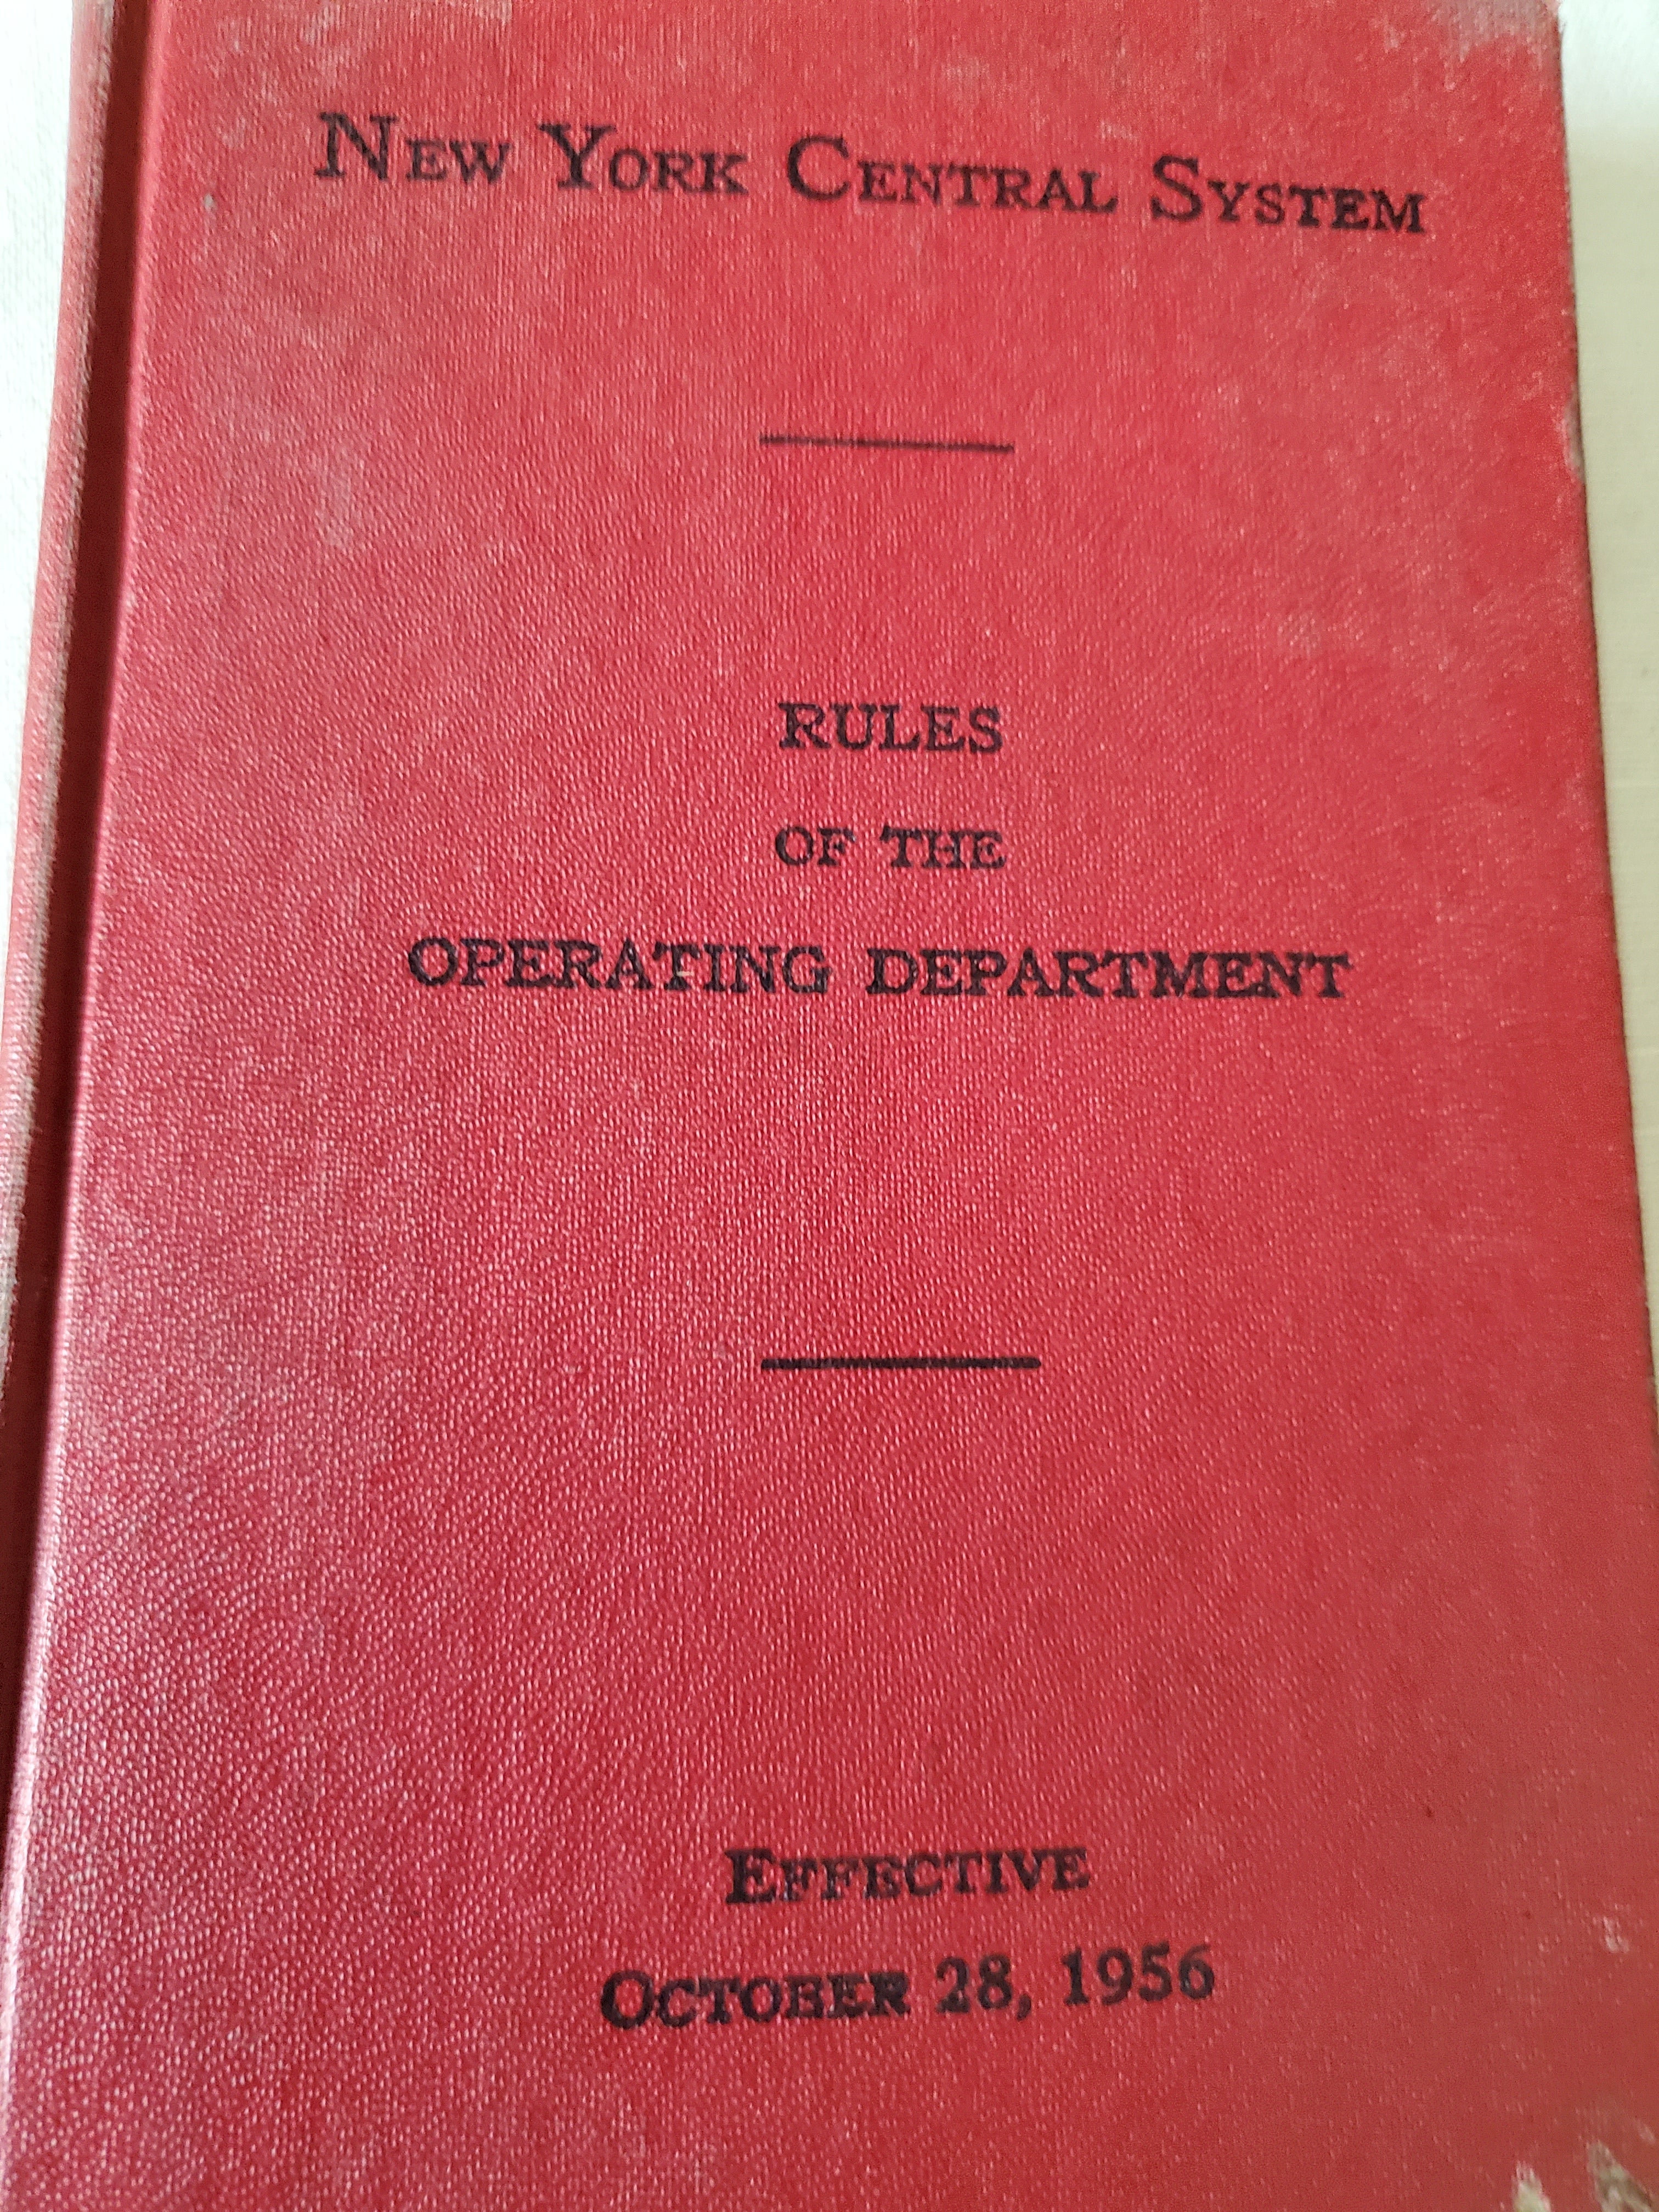 NEW YORK CENTRAL SYSTEM
RULES
OF THE
OPERATING DEPARTMENT
EFFECTIVE
OCTOBER 28, 1956